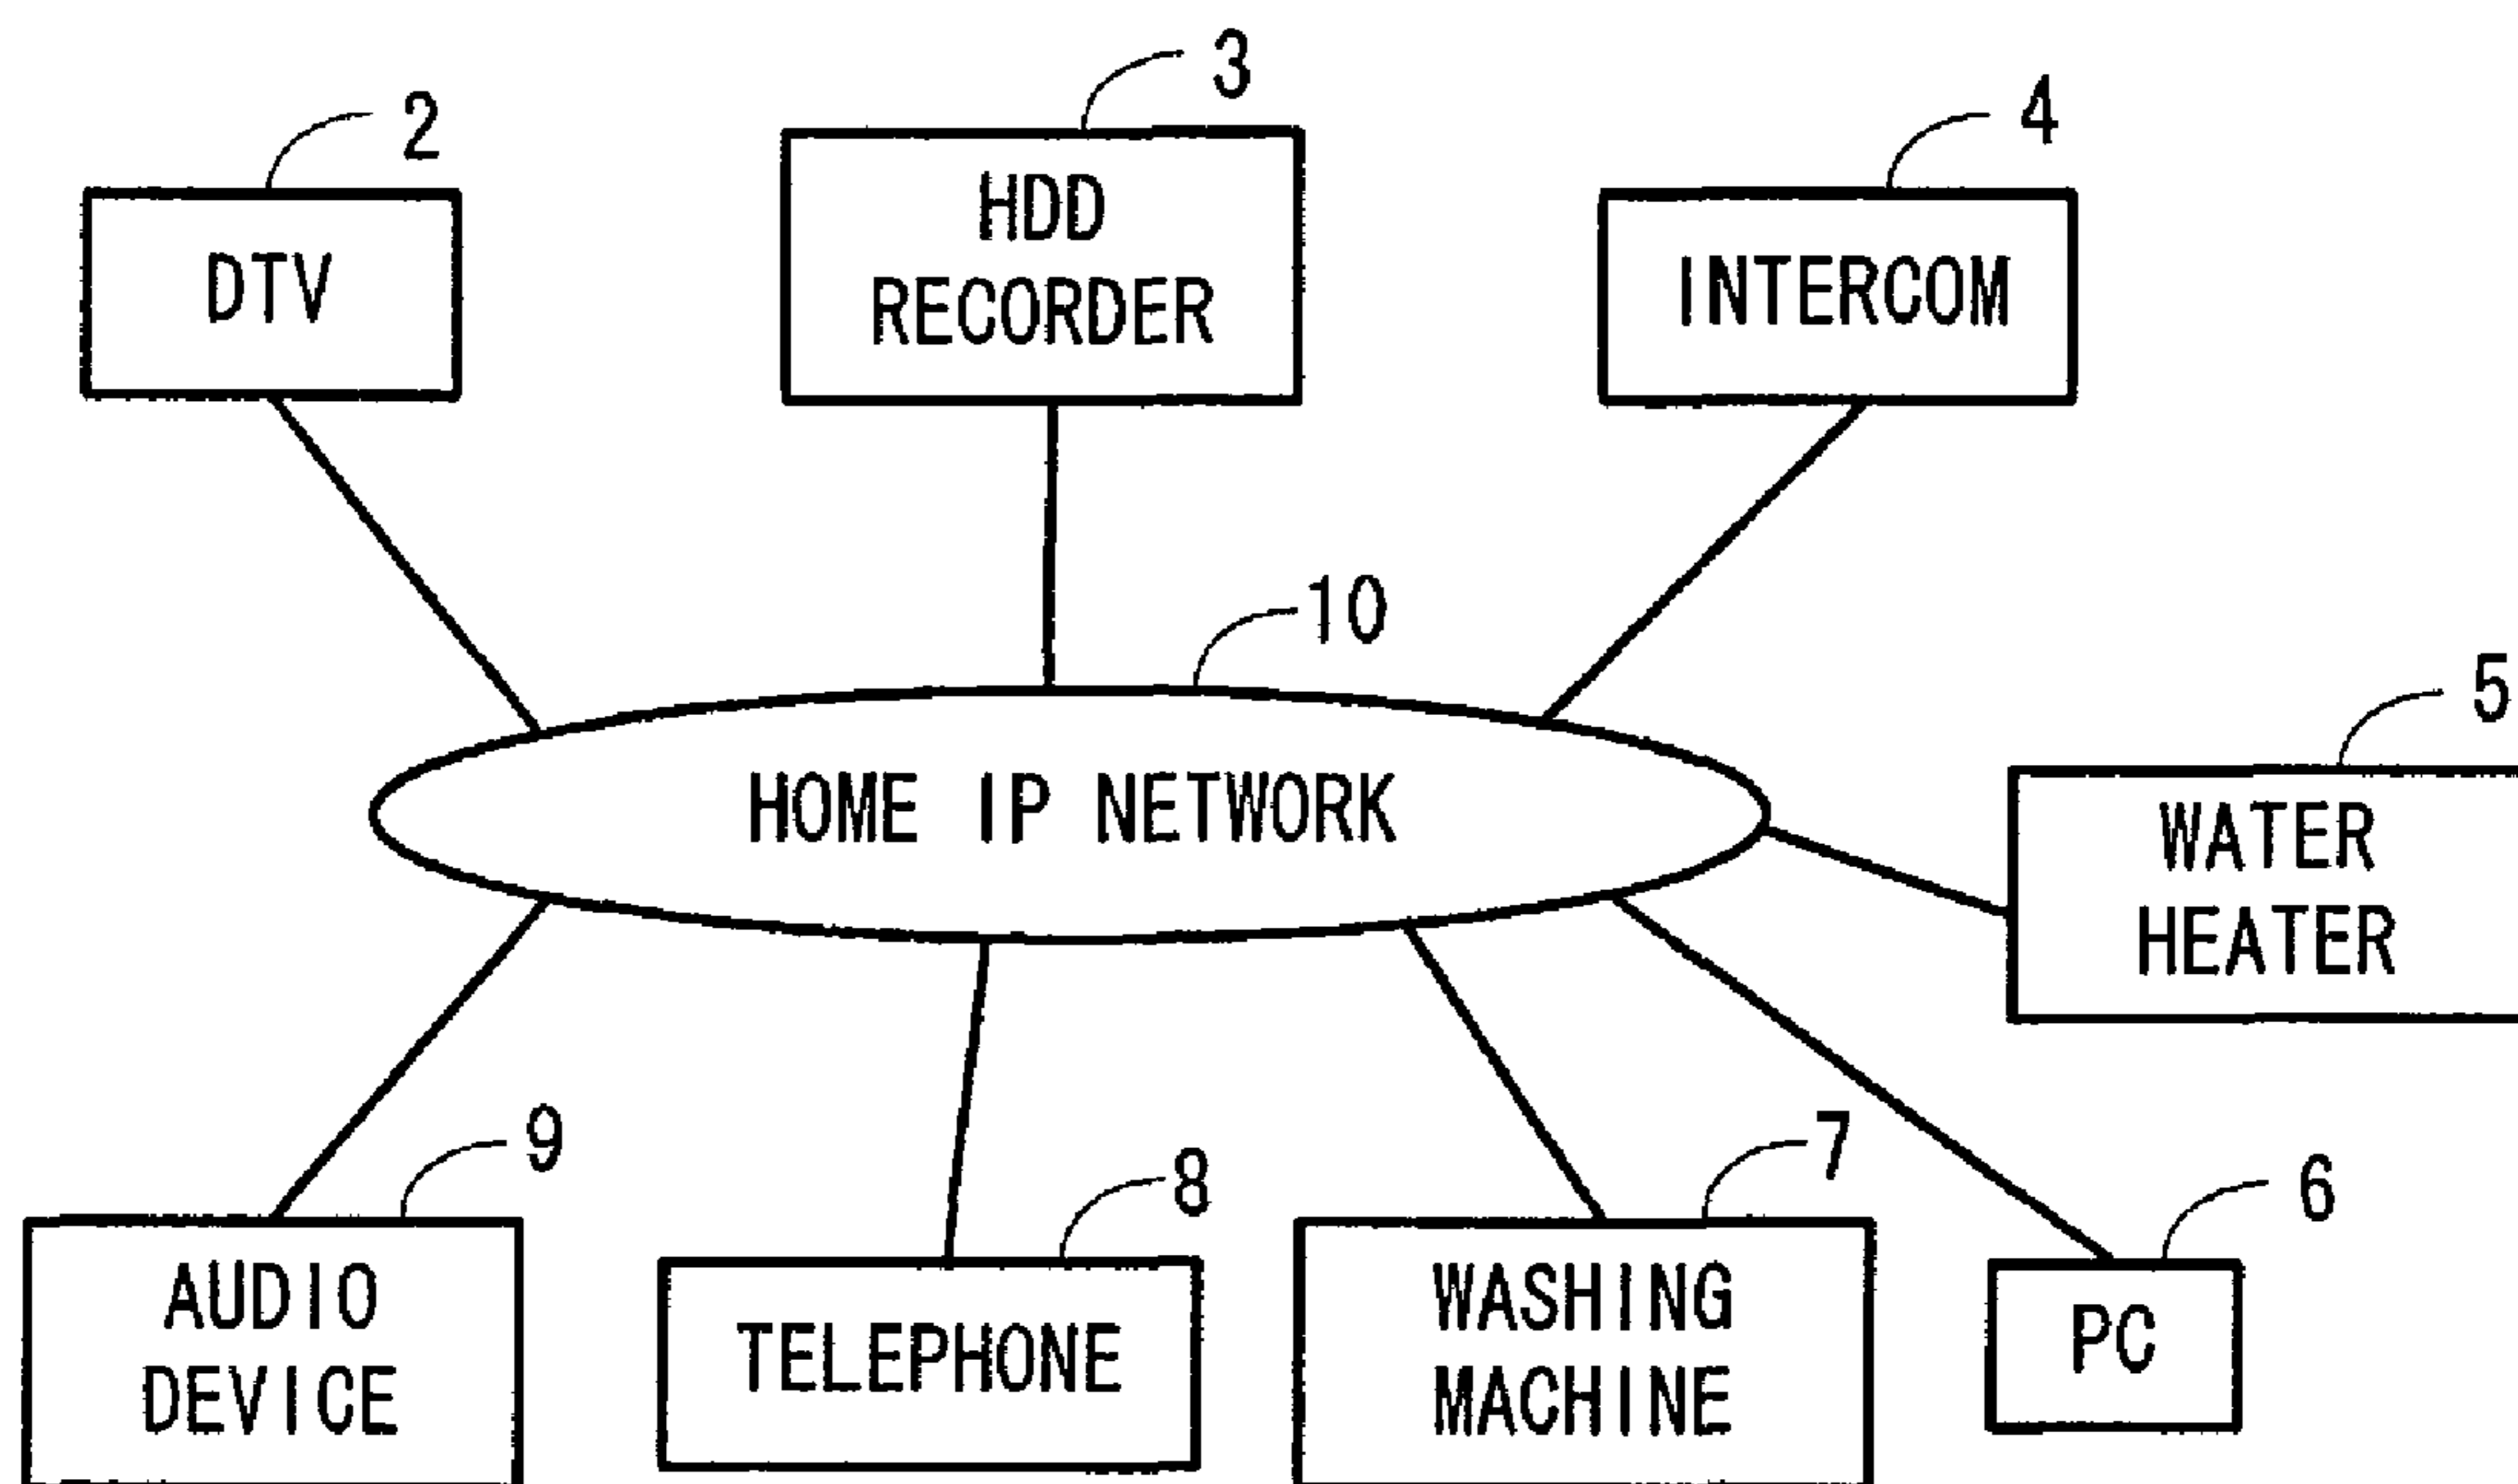 3
2
4
HDD
RECORDER
DTV
INTERCOM
10
5
HOME IP NETWORK
WATER
HEATER
9
8
7
6
AUDIO
DEVICE
TELEPHONE
WASHING
MACHINE
PC